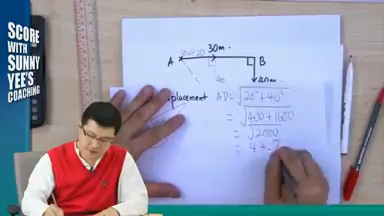 SCORE
WITH
SUNNY
YEE'S
COACHING
30m.
A
B
40
placement AD = √20² + 40²
= √400 + 1600
= √2000